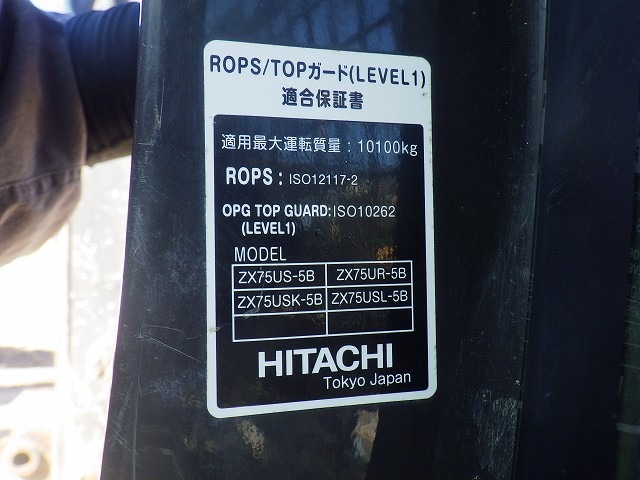 ROPS/TOPガード(LEVEL1)
適合保証書
適用最大運転質量：10100kg
ROPS：ISO12117-2
OPG TOP GUARD:ISO10262
(LEVEL1)
MODEL
ZX75US-5B ZX75UR-5B
ZX75USK-5B ZX75USL-5B
HITACHI
Tokyo Japan